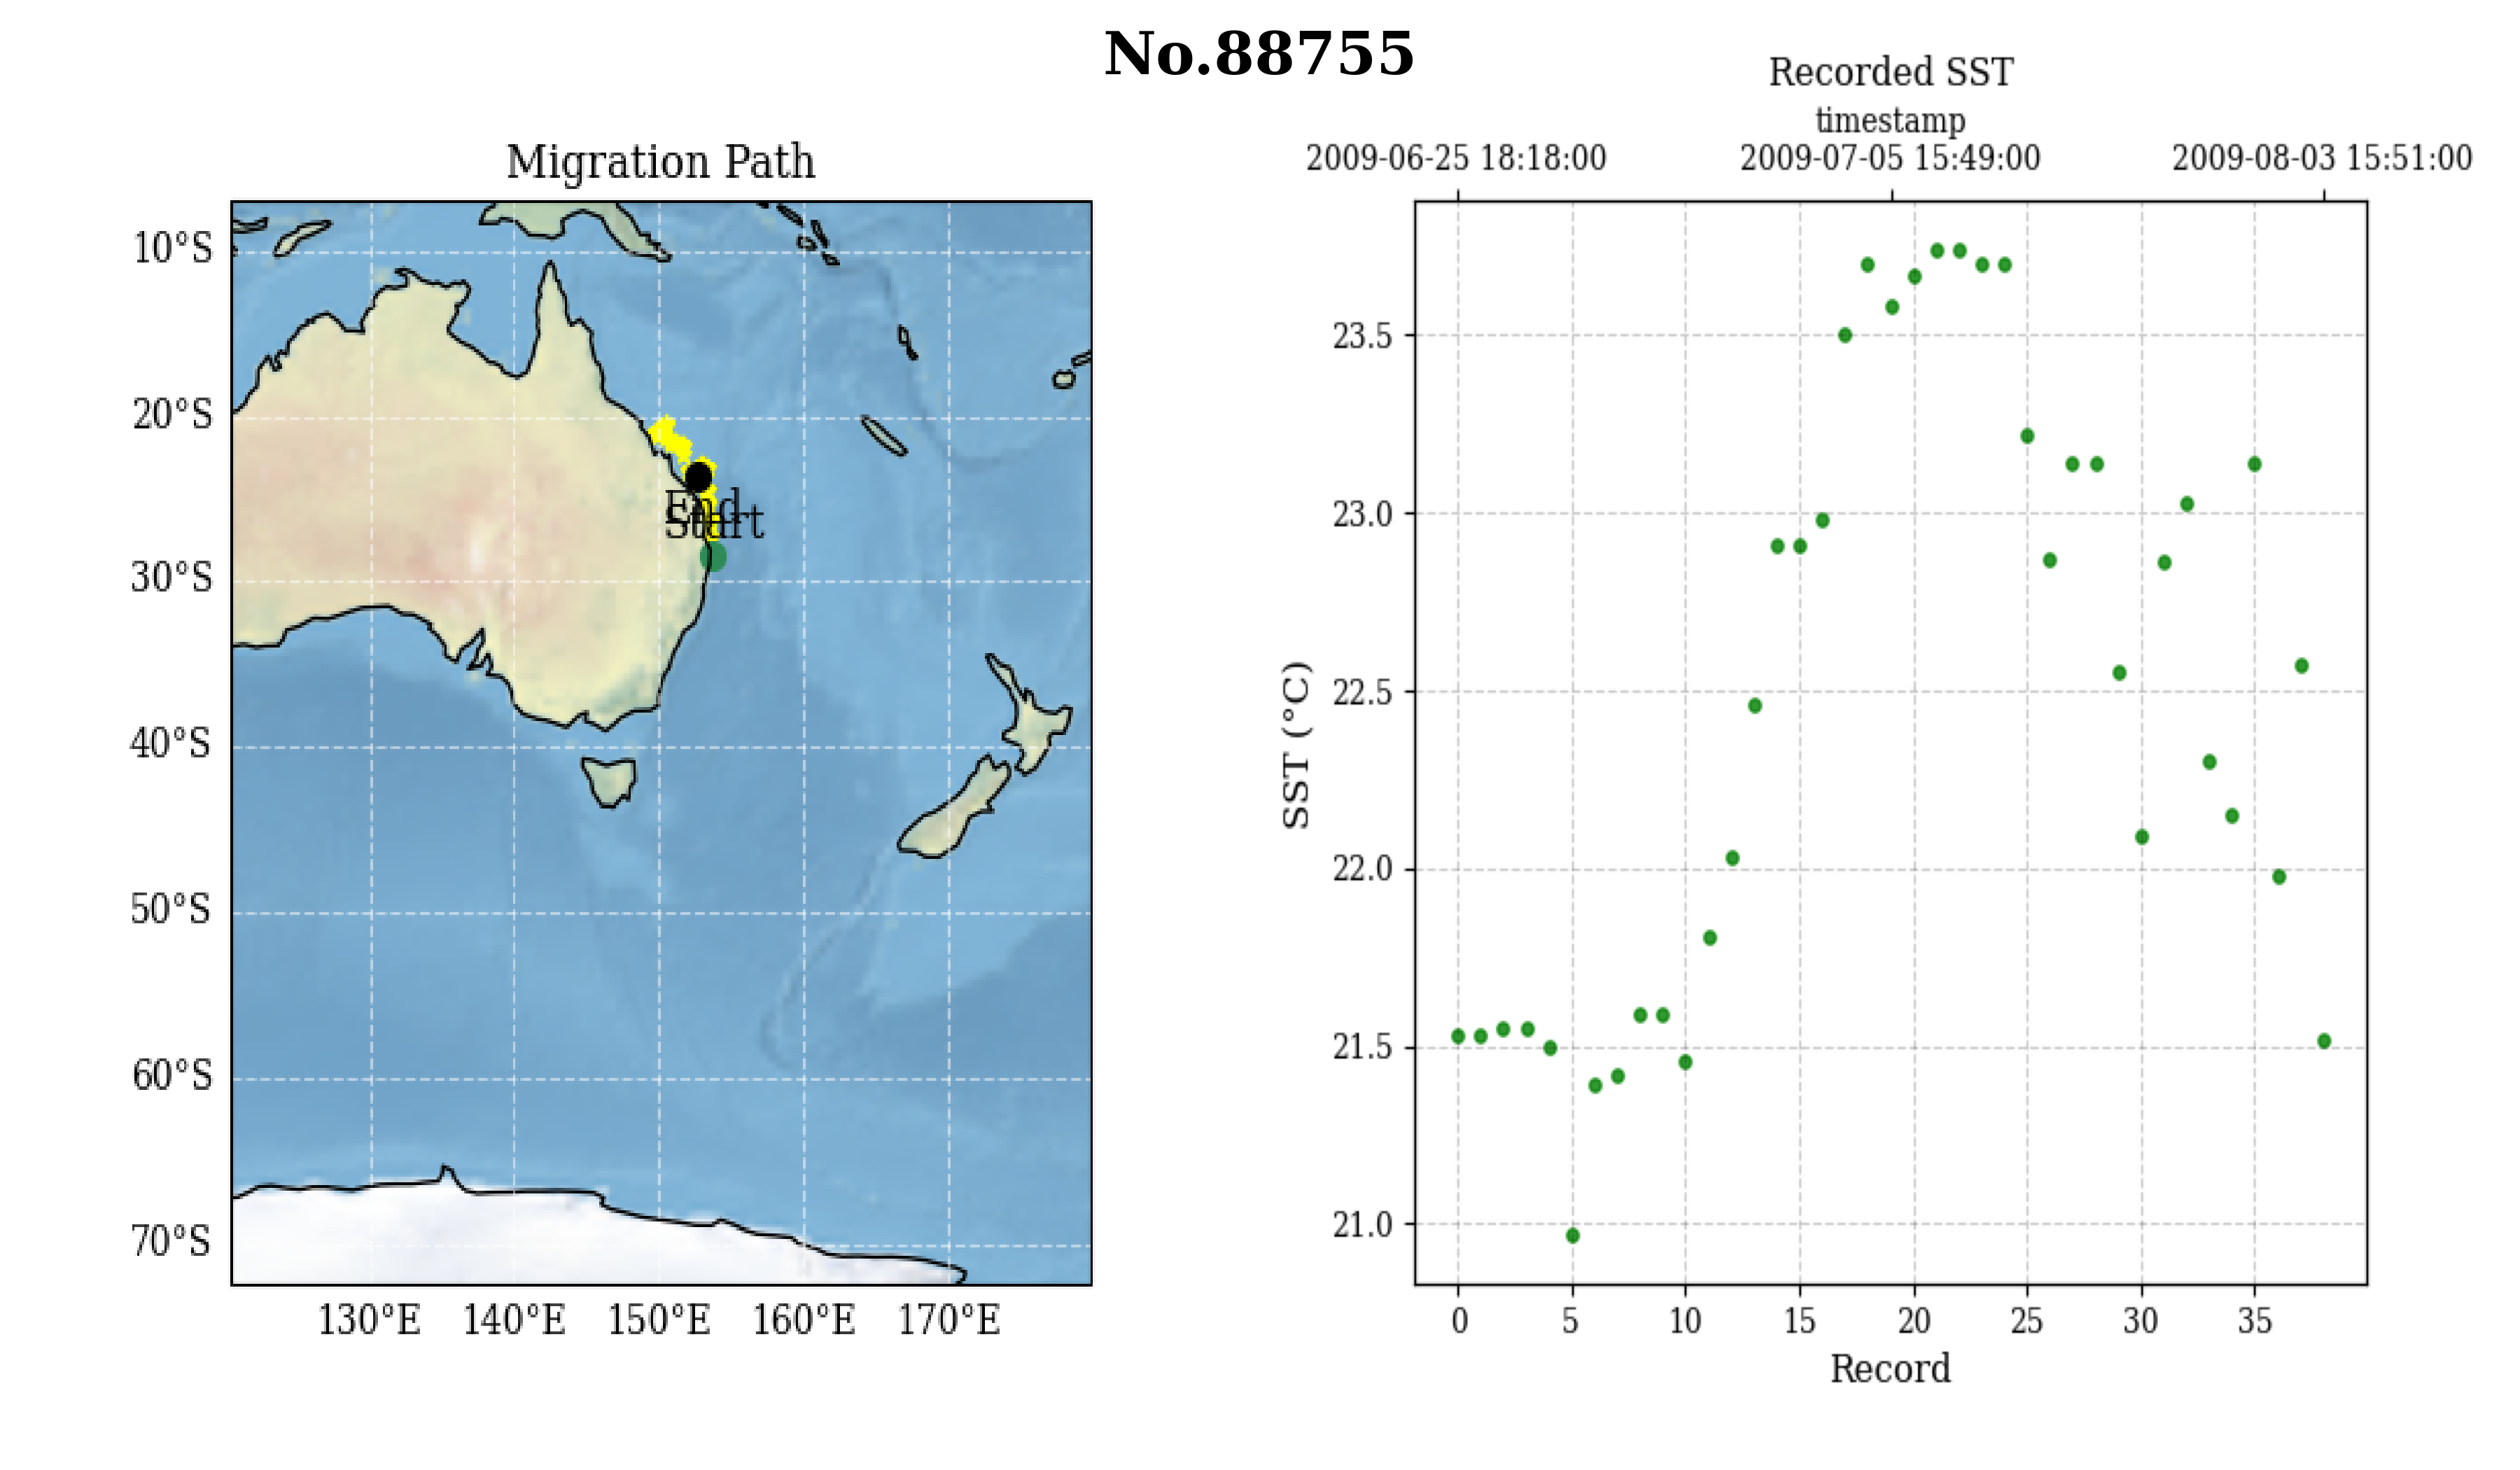 No.88755
Migration Path
10°S
20°S
30°S
40°S
50°S
60°S
70°S
130°E 140°E 150°E 160°E 170°E
End
Start
Recorded SST
timestamp
2009-06-25 18:18:00 2009-07-05 15:49:00 2009-08-03 15:51:00
SST (°C)
23.5
23.0
22.5
22.0
21.5
21.0
0 5 10 15 20 25 30 35
Record